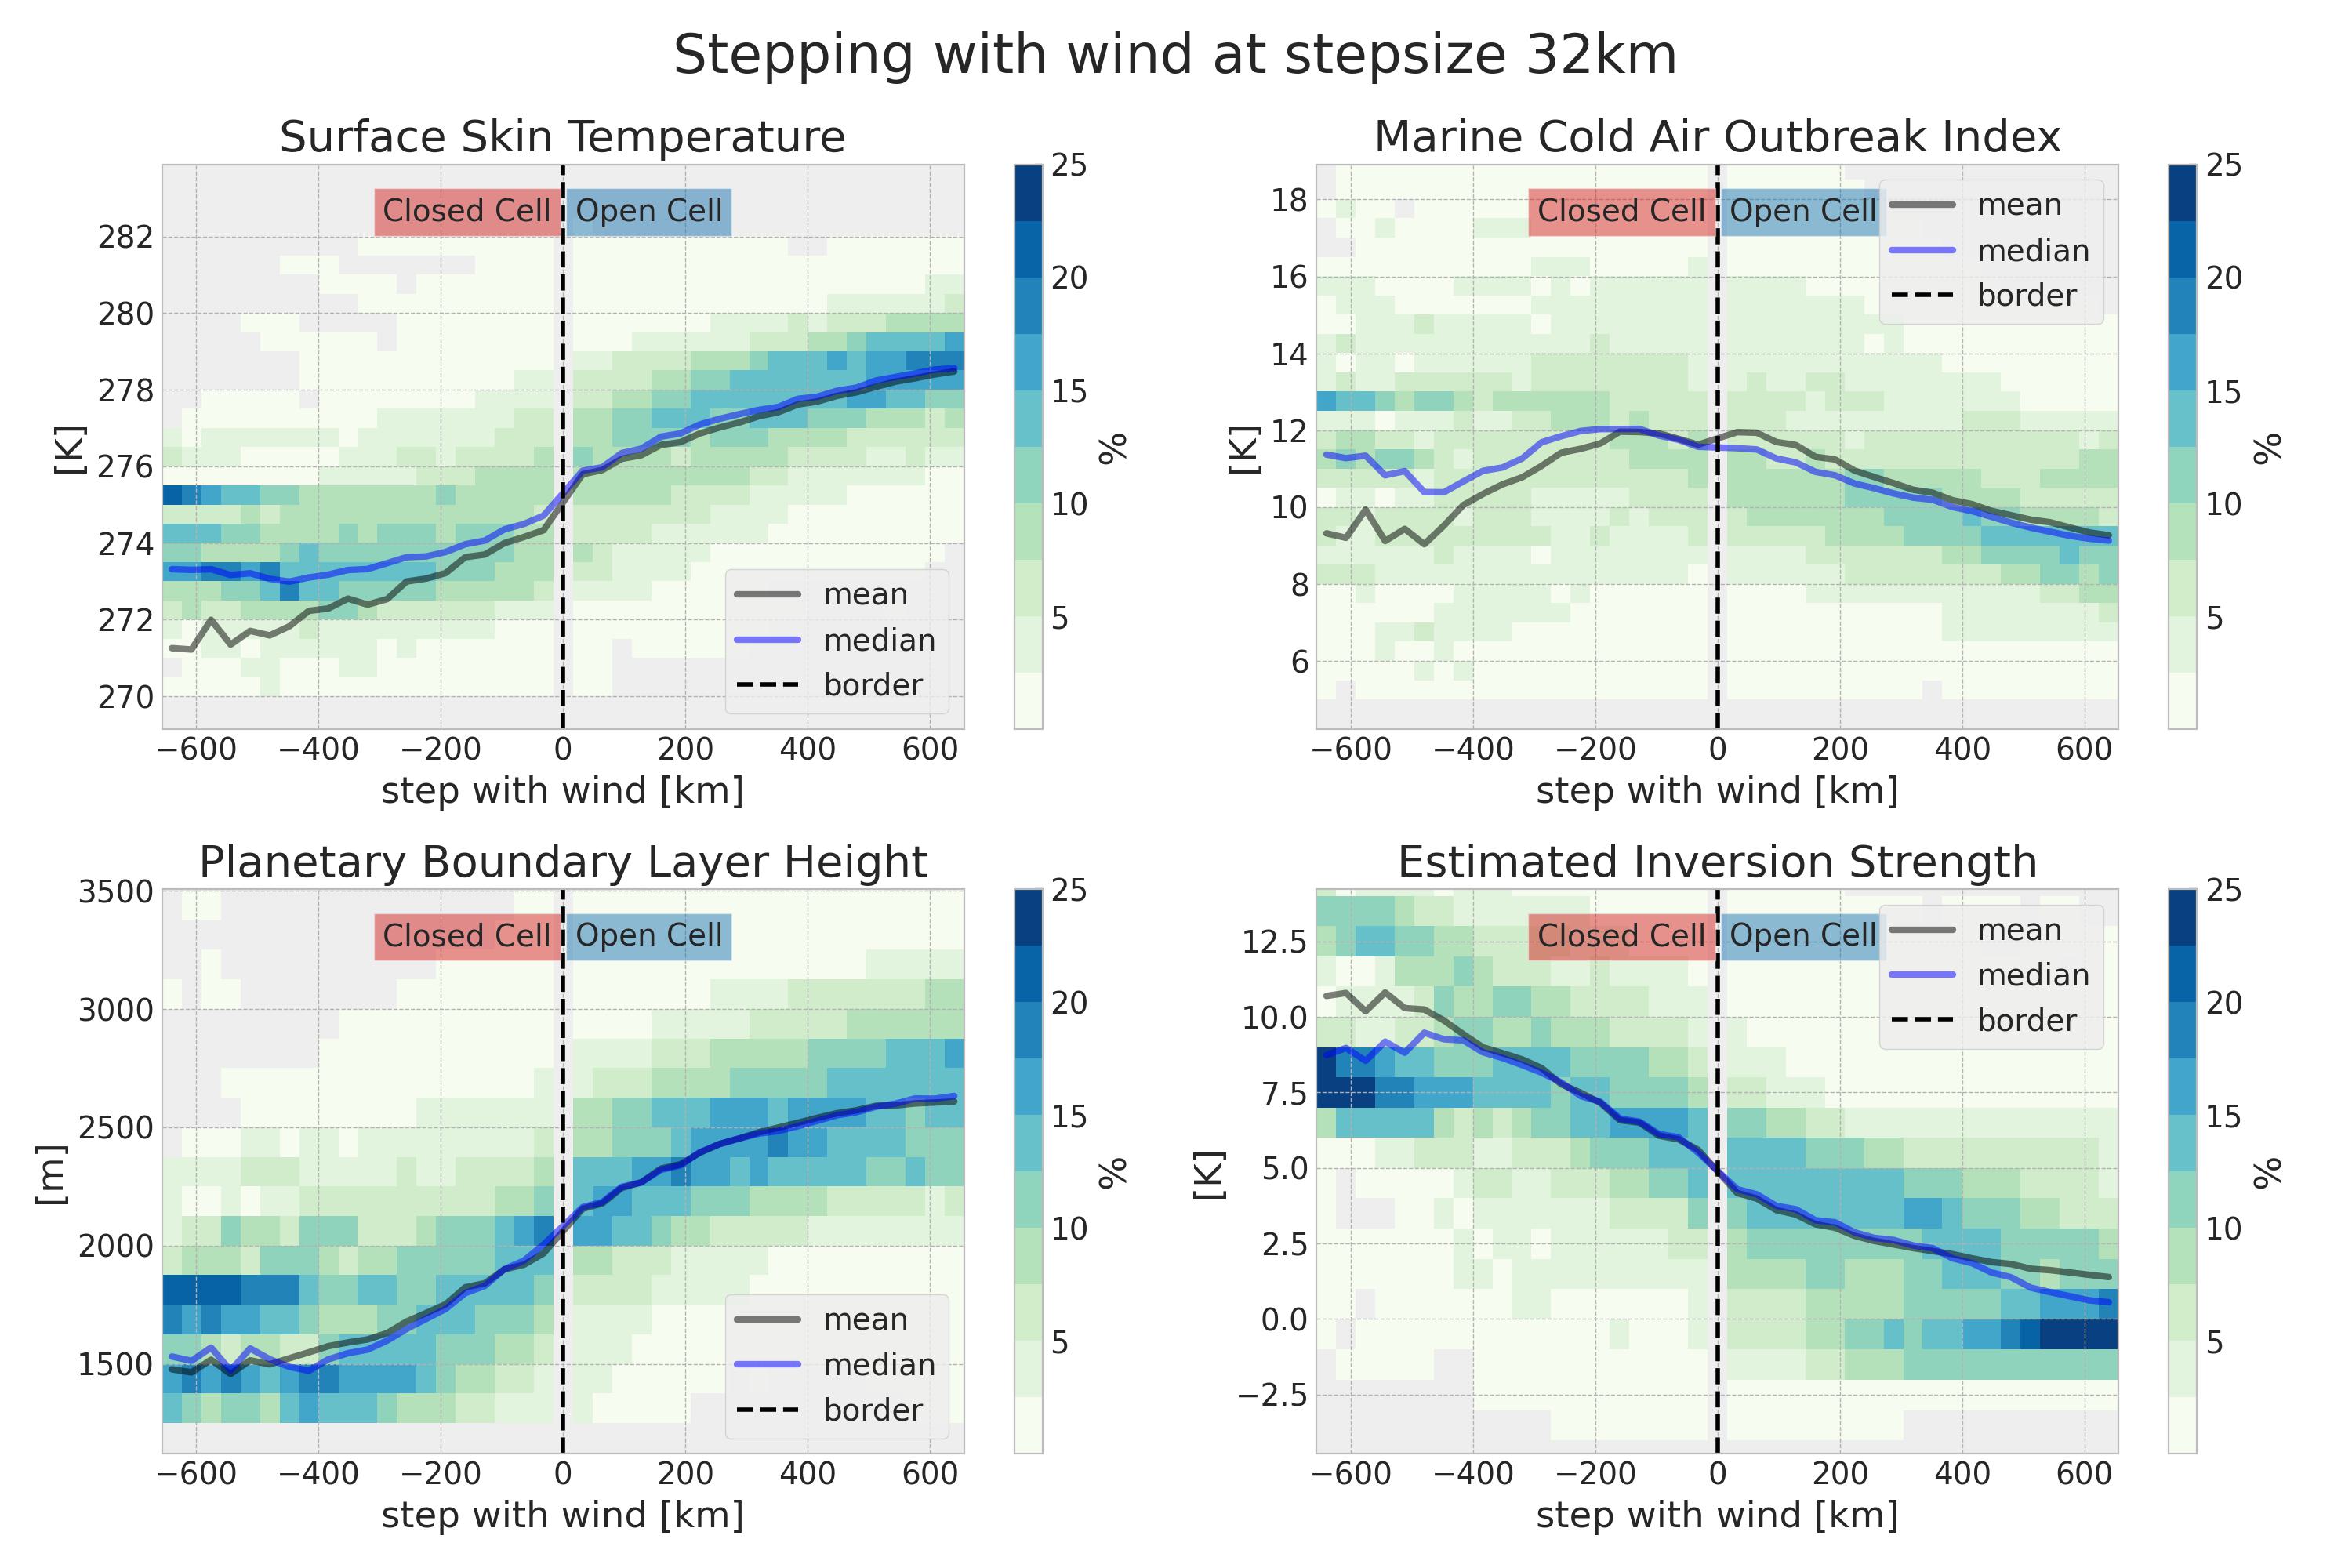 Stepping with wind at stepsize 32km
Surface Skin Temperature
Closed Cell
Open Cell
282
280
278
276
274
272
270
[K]
mean
median
border
−600
−400
−200
0
200
400
600
step with wind [km]
25
20
15
10
5
%
Marine Cold Air Outbreak Index
Closed Cell
Open Cell
mean
median
border
18
16
14
12
10
8
6
[K]
−600
−400
−200
0
200
400
600
step with wind [km]
25
20
15
10
5
%
Planetary Boundary Layer Height
Closed Cell
Open Cell
3500
3000
2500
2000
1500
[m]
mean
median
border
−600
−400
−200
0
200
400
600
step with wind [km]
25
20
15
10
5
%
Estimated Inversion Strength
Closed Cell
Open Cell
mean
median
border
12.5
10.0
7.5
5.0
2.5
0.0
−2.5
[K]
−600
−400
−200
0
200
400
600
step with wind [km]
25
20
15
10
5
%